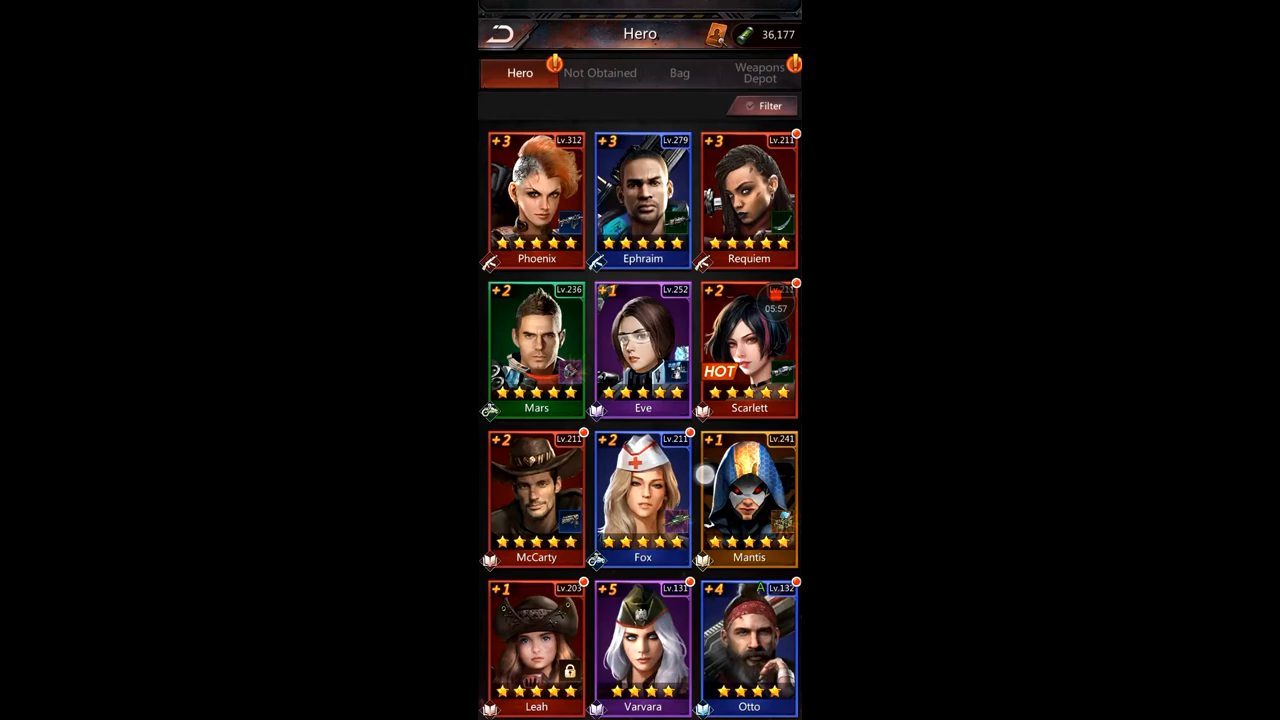 Hero
36,177
Hero
Not Obtained
Bag
Weapons
Depot
Filter
+3 Lv.312
Phoenix
+3 Lv.279
Ephraim
+3 Lv.211
Requiem
+2 Lv.236
Mars
+1 Lv.252
Eve
+2
05:57
HOT
Scarlett
+2 Lv.211
McCarty
+2 Lv.211
Fox
+1 Lv.241
Mantis
+1 Lv.203
Leah
+5 Lv.131
Varvara
+4 A Lv.132
Otto